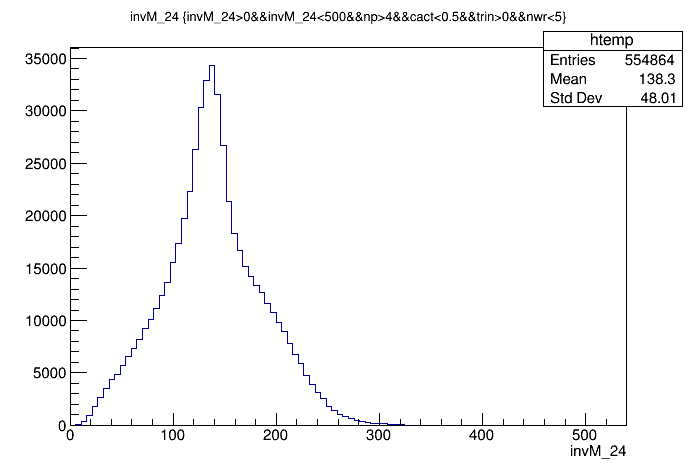 invM_24 {invM_24>0&&invM_24<500&&np>4&&cact<0.5&&trin>0&&nwr<5}
htemp
Entries 554864
Mean 138.3
Std Dev 48.01
35000
30000
25000
20000
15000
10000
5000
0
0 100 200 300 400 500
invM_24